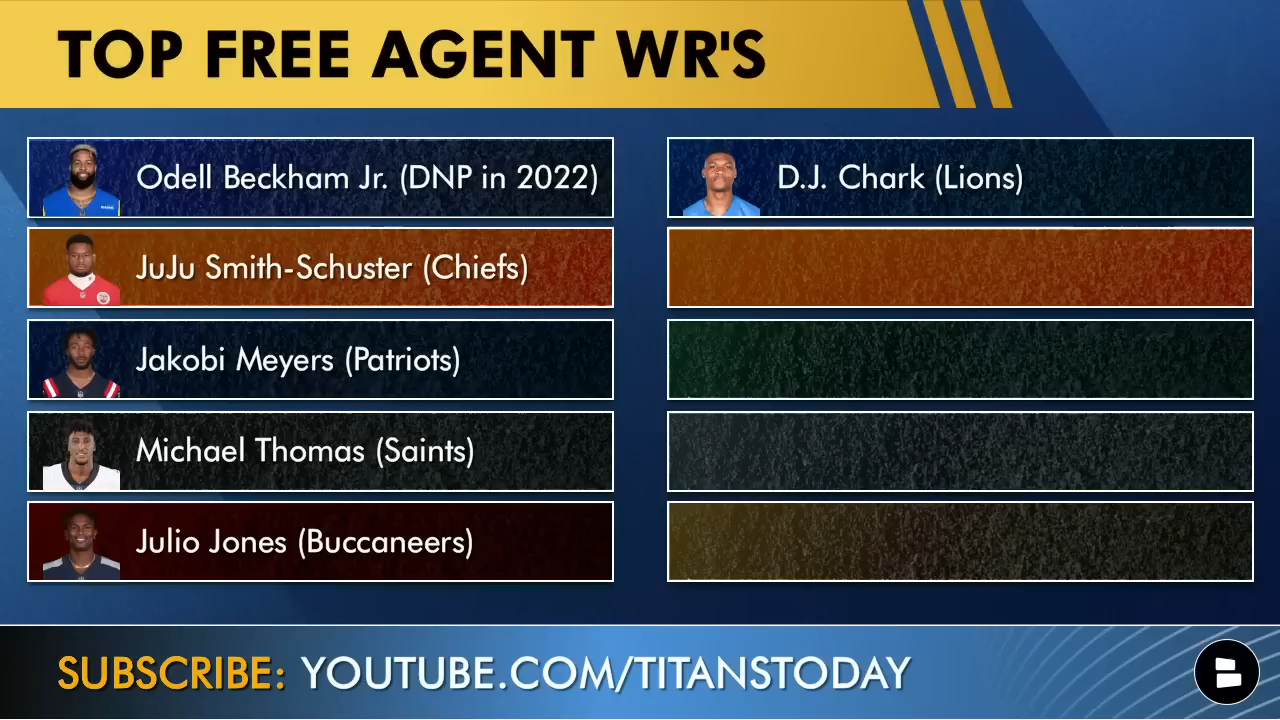 TOP FREE AGENT WR'S
Odell Beckham Jr. (DNP in 2022)
JuJu Smith-Schuster (Chiefs)
Jakobi Meyers (Patriots)
Michael Thomas (Saints)
Julio Jones (Buccaneers)
D.J. Chark (Lions)
SUBSCRIBE: YOUTUBE.COM/TITANSTODAY